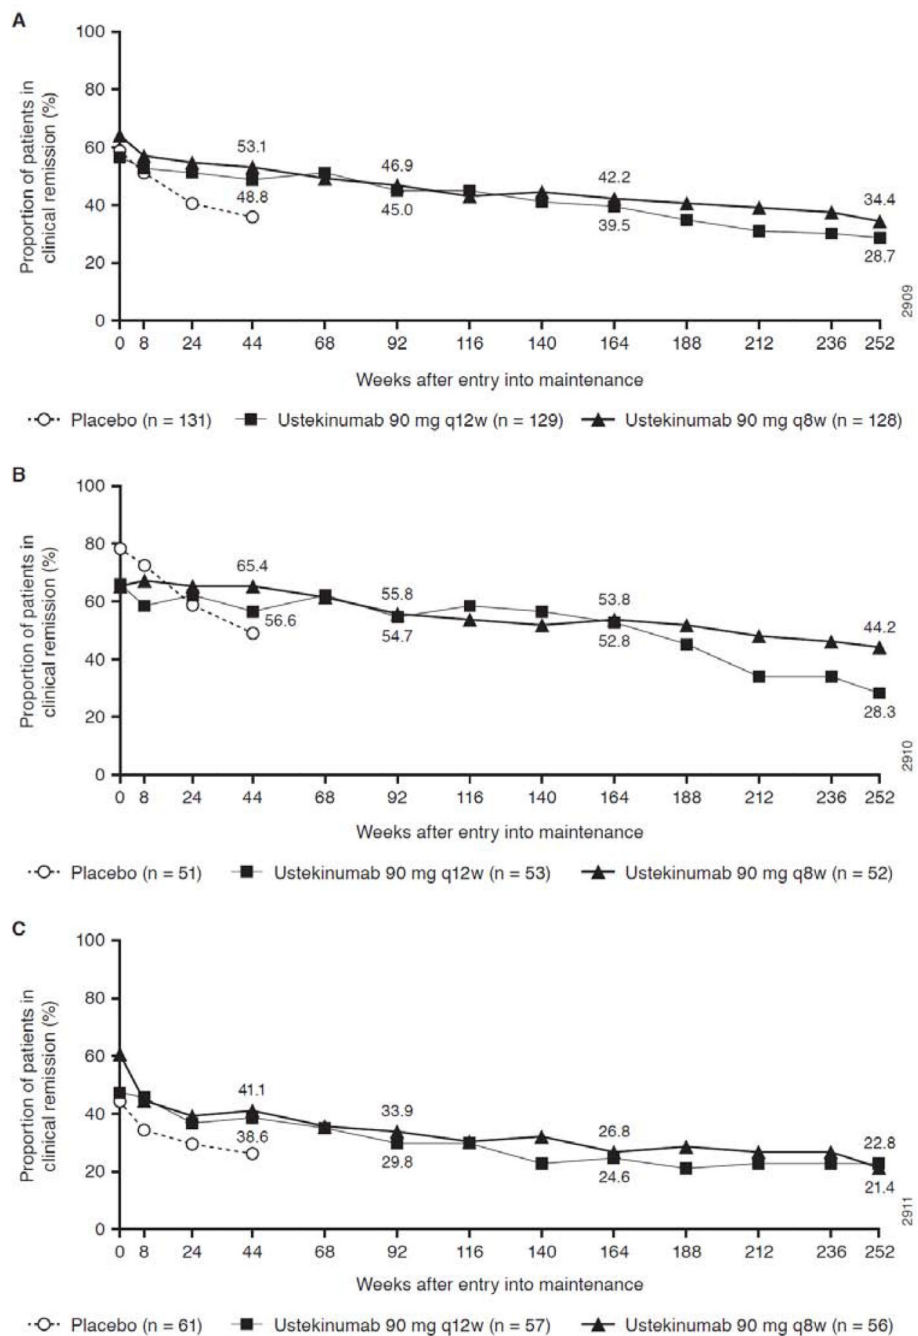 A
Proportion of patients in
clinical remission (%)
100
80
60
40
20
0
53.1
48.8
46.9
45.0
42.2
39.5
34.4
28.7
0 8 24 44 68 92 116 140 164 188 212 236 252
Weeks after entry into maintenance
2909
Placebo (n = 131) Ustekinumab 90 mg q12w (n = 129) Ustekinumab 90 mg q8w (n = 128)
B
Proportion of patients in
clinical remission (%)
100
80
60
40
20
0
65.4
56.6
55.8
54.7
53.8
52.8
44.2
28.3
0 8 24 44 68 92 116 140 164 188 212 236 252
Weeks after entry into maintenance
2910
Placebo (n = 51) Ustekinumab 90 mg q12w (n = 53) Ustekinumab 90 mg q8w (n = 52)
C
Proportion of patients in
clinical remission (%)
100
80
60
40
20
0
41.1
38.6
33.9
29.8
26.8
24.6
22.8
21.4
0 8 24 44 68 92 116 140 164 188 212 236 252
Weeks after entry into maintenance
2911
Placebo (n = 61) Ustekinumab 90 mg q12w (n = 57) Ustekinumab 90 mg q8w (n = 56)